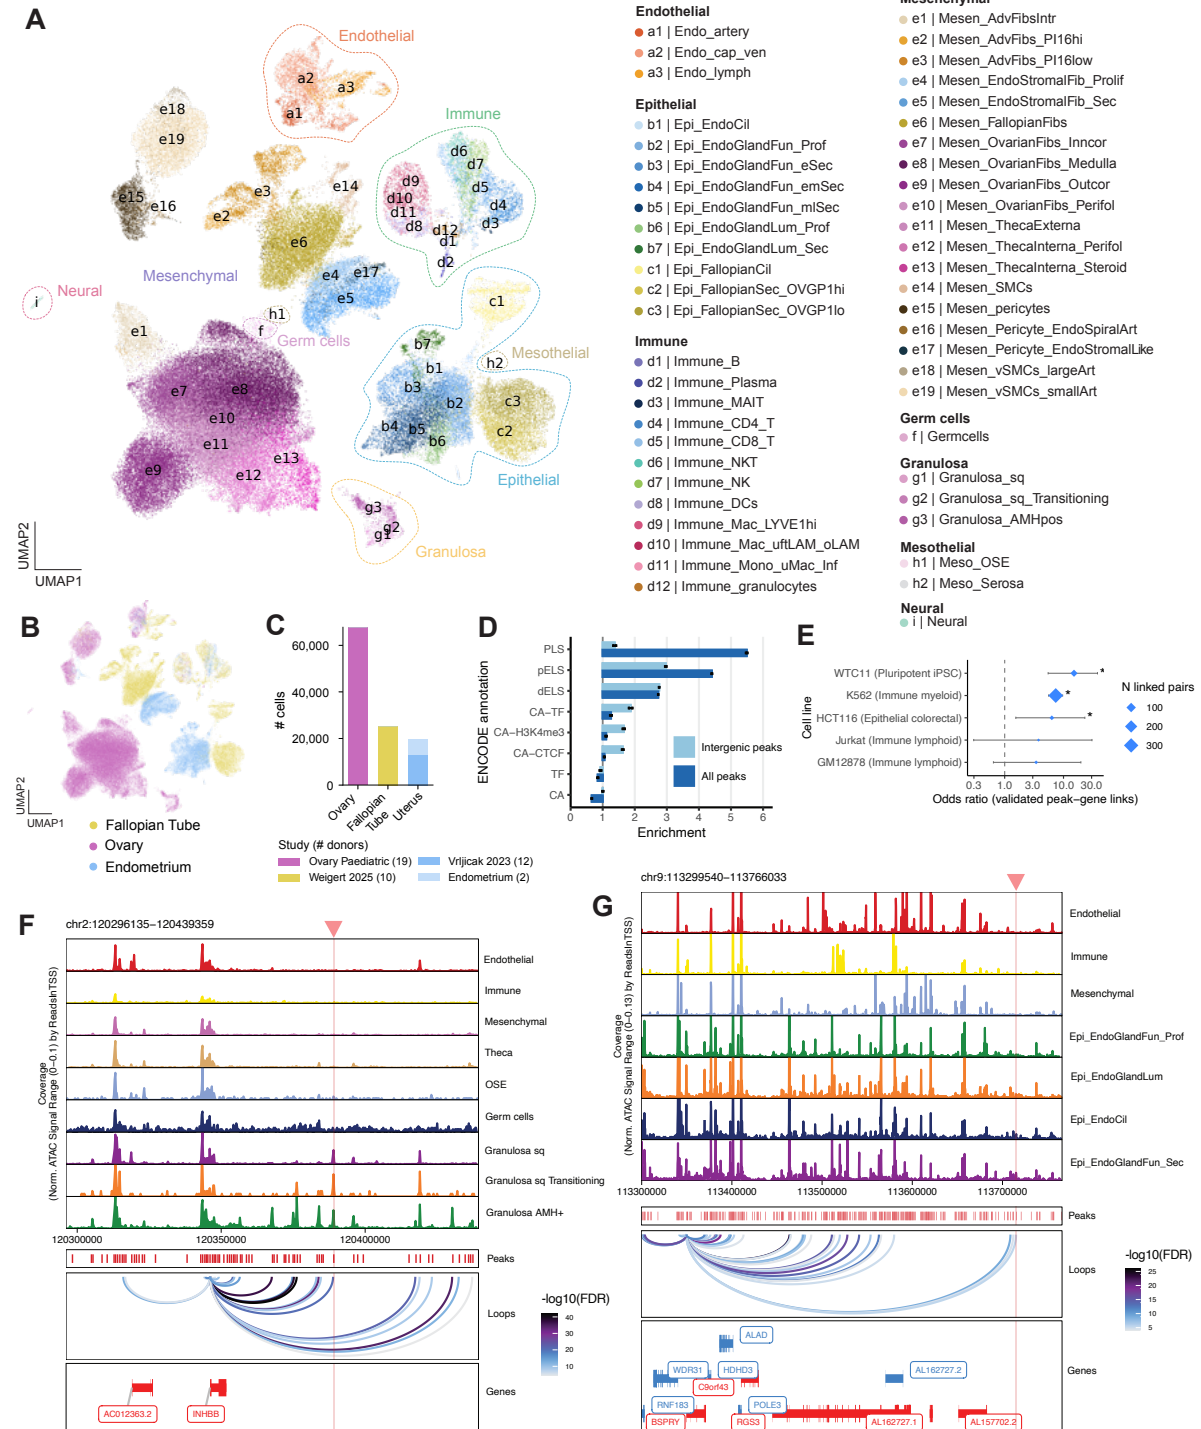 A
Endothelial
a2
a3
a1
Immune
d6
d7
d9
d5
d10
d11
d4
d8
d3
d12
d1
d2
e18
e19
e15
e16
e14
e3
e2
e6
Mesenchymal
e4
e17
e5
Neural
i
h1
f
Germ cells
e1
c1
b7
Mesothelial
h2
b1
b3
b2
c3
b4
b5
b6
c2
Epithelial
e7
e8
e10
e11
e13
e9
e12
g3
g2
g1
Granulosa
UMAP2
UMAP1
Endothelial
a1 | Endo_artery
a2 | Endo_cap_ven
a3 | Endo_lymph
Epithelial
b1 | Epi_EndoCil
b2 | Epi_EndoGlandFun_Prof
b3 | Epi_EndoGlandFun_eSec
b4 | Epi_EndoGlandFun_emSec
b5 | Epi_EndoGlandFun_mlSec
b6 | Epi_EndoGlandLum_Prof
b7 | Epi_EndoGlandLum_Sec
c1 | Epi_FallopianCil
c2 | Epi_FallopianSec_OVGP1hi
c3 | Epi_FallopianSec_OVGP1lo
Immune
d1 | Immune_B
d2 | Immune_Plasma
d3 | Immune_MAIT
d4 | Immune_CD4_T
d5 | Immune_CD8_T
d6 | Immune_NKT
d7 | Immune_NK
d8 | Immune_DCs
d9 | Immune_Mac_LYVE1hi
d10 | Immune_Mac_uftLAM_oLAM
d11 | Immune_Mono_uMac_Inf
d12 | Immune_granulocytes
Mesenchymal
e1 | Mesen_AdvFibsIntr
e2 | Mesen_AdvFibs_PI16hi
e3 | Mesen_AdvFibs_PI16low
e4 | Mesen_EndoStromalFib_Prolif
e5 | Mesen_EndoStromalFib_Sec
e6 | Mesen_FallopianFibs
e7 | Mesen_OvarianFibs_Inncor
e8 | Mesen_OvarianFibs_Medulla
e9 | Mesen_OvarianFibs_Outcor
e10 | Mesen_OvarianFibs_Perifol
e11 | Mesen_ThecaExterna
e12 | Mesen_ThecaInterna_Perifol
e13 | Mesen_ThecaInterna_Steroid
e14 | Mesen_SMCs
e15 | Mesen_pericytes
e16 | Mesen_Pericyte_EndoSpiralArt
e17 | Mesen_Pericyte_EndoStromalLike
e18 | Mesen_vSMCs_largeArt
e19 | Mesen_vSMCs_smallArt
Germ cells
f | Germcells
Granulosa
g1 | Granulosa_sq
g2 | Granulosa_sq_Transitioning
g3 | Granulosa_AMHpos
Mesothelial
h1 | Meso_OSE
h2 | Meso_Serosa
Neural
i | Neural
B
UMAP2
UMAP1
Fallopian Tube
Ovary
Endometrium
C
# cells
60,000
40,000
20,000
0
Ovary
Fallopian
Tube
Uterus
Study (# donors)
Ovary Paediatric (19)
Vrljicak 2023 (12)
Weigert 2025 (10)
Endometrium (2)
D
ENCODE annotation
PLS
pELS
dELS
CA−TF
CA−H3K4me3
CA−CTCF
TF
CA
Intergenic peaks
All peaks
0 1 2 3 4 5 6
Enrichment
E
Cell line
WTC11 (Pluripotent iPSC)
K562 (Immune myeloid)
HCT116 (Epithelial colorectal)
Jurkat (Immune lymphoid)
GM12878 (Immune lymphoid)
*
*
*
0.3 1.0 3.0 10.0 30.0
Odds ratio (validated peak−gene links)
N linked pairs
100
200
300
F
chr2:120296135−120439359
Coverage
(Norm. ATAC Signal Range (0−0.1) by ReadsInTSS)
Endothelial
Immune
Mesenchymal
Theca
OSE
Germ cells
Granulosa sq
Granulosa sq Transitioning
Granulosa AMH+
120300000 120350000 120400000
Peaks
Loops
-log10(FDR)
40
30
20
10
Genes
AC012363.2
INHBB
G
chr9:113299540−113766033
Coverage
(Norm. ATAC Signal Range (0−0.13) by ReadsInTSS)
Endothelial
Immune
Mesenchymal
Epi_EndoGlandFun_Prof
Epi_EndoGlandLum
Epi_EndoCil
Epi_EndoGlandFun_Sec
113300000 113400000 113500000 113600000 113700000
Peaks
Loops
-log10(FDR)
25
20
15
10
5
Genes
ALAD
WDR31
HDHD3
AL162727.2
C9orf43
RNF183
POLE3
BSPRY
RGS3
AL162727.1
AL157702.2